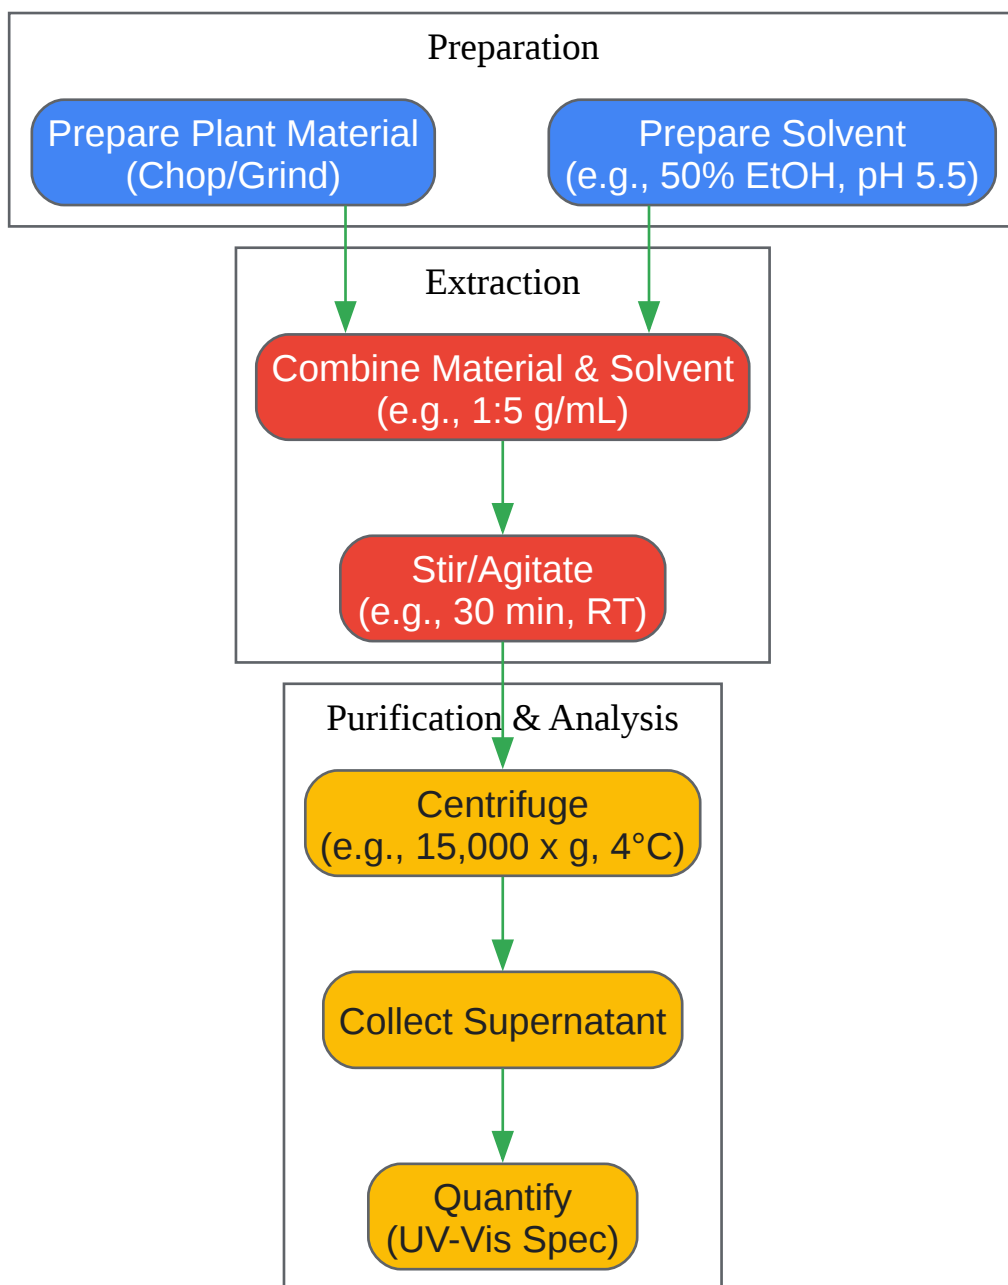 Preparation
Prepare Plant Material
(Chop/Grind)
Prepare Solvent
(e.g., 50% EtOH, pH 5.5)
Extraction
Combine Material & Solvent
(e.g., 1:5 g/mL)
Stir/Agitate
(e.g., 30 min, RT)
Purification & Analysis
Centrifuge
(e.g., 15,000 x g, 4°C)
Collect Supernatant
Quantify
(UV-Vis Spec)